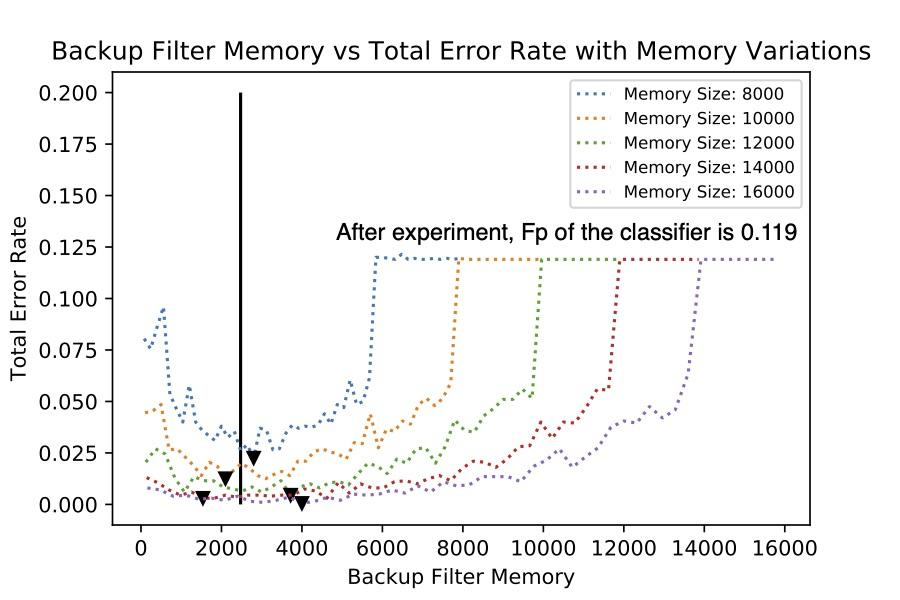 Backup Filter Memory vs Total Error Rate with Memory Variations
0.200
0.175
0.150
0.125
0.100
0.075
0.050
0.025
0.000
Total Error Rate
Memory Size: 8000
Memory Size: 10000
Memory Size: 12000
Memory Size: 14000
Memory Size: 16000
After experiment, Fp of the classifier is 0.119
0 2000 4000 6000 8000 10000 12000 14000 16000
Backup Filter Memory